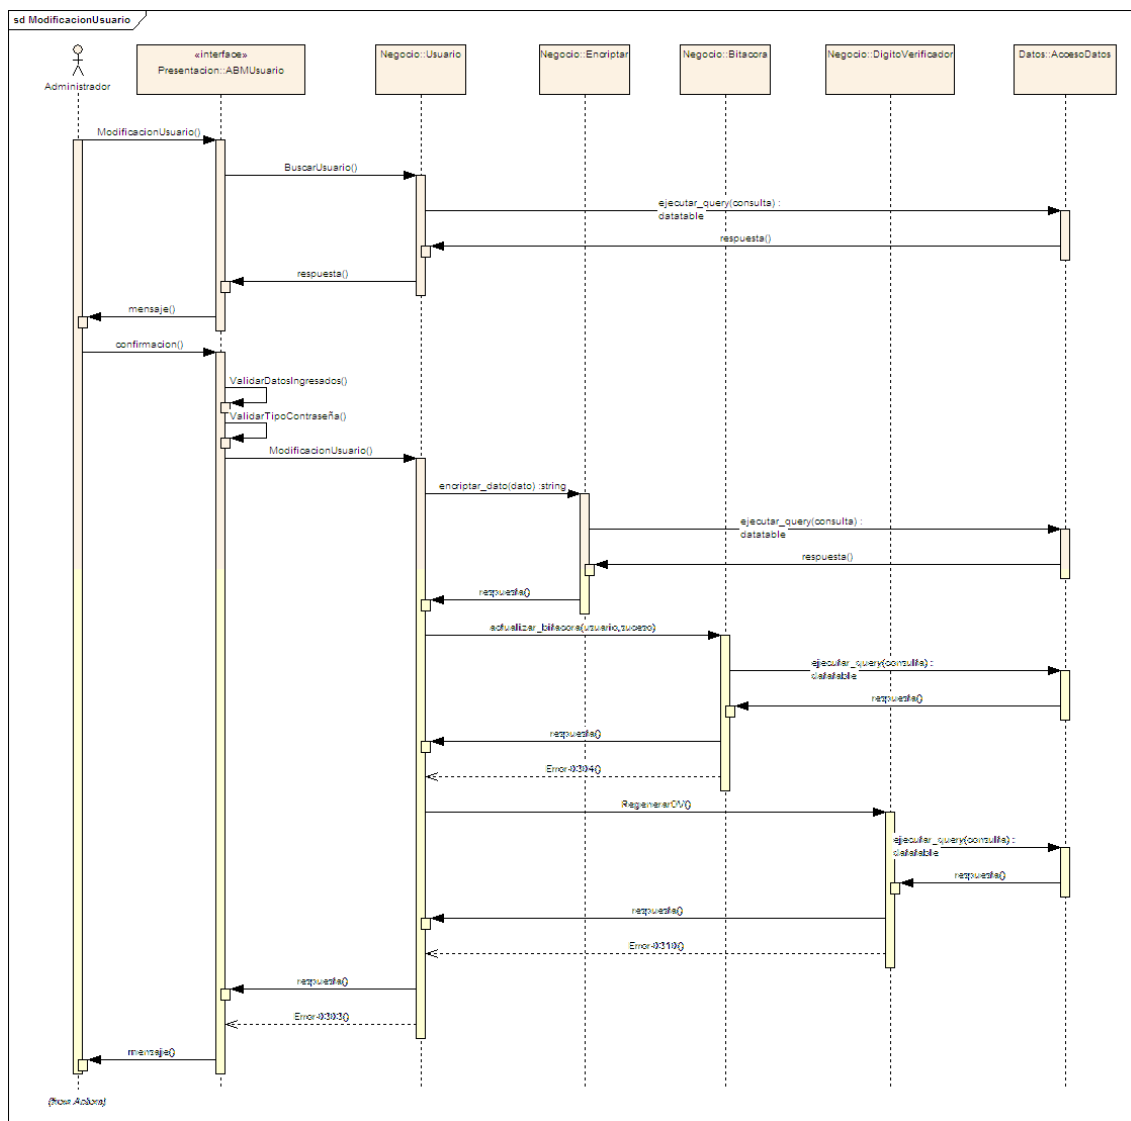 sd ModificacionUsuario
Administrador
«interface»
Presentacion::ABMUsuario
Negocio::Usuario
Negocio::Encriptar
Negocio::Bitacora
Negocio::DigitoVerificador
Datos::AccesoDatos
ModificacionUsuario()
BuscarUsuario()
ejecutar_query(consulta) :
datatable
respuesta()
respuesta()
mensaje()
confirmacion()
ValidarDatosIngresados()
ValidarTipoContraseña()
ModificacionUsuario()
encriptar_dato(dato) :string
ejecutar_query(consulta) :
datatable
respuesta()
respuesta()
actualizar_bitacora(usuario,suceso)
ejecutar_query(consulta) :
datatable
respuesta()
respuesta()
Error-0304()
RegenerarDV()
ejecutar_query(consulta) :
datatable
respuesta()
respuesta()
Error-0310()
respuesta()
Error-0303()
mensaje()
(from Actors)